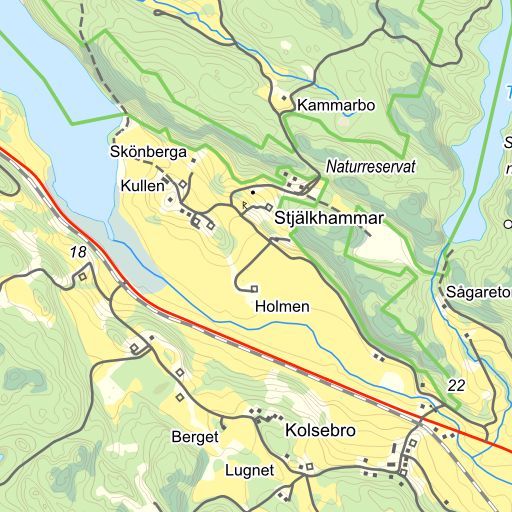 Kammarbo
Skönberga
Naturreservat
Kullen
Stjälkhammar
18
Sågareto
Holmen
22
Kolsebro
Berget
Lugnet